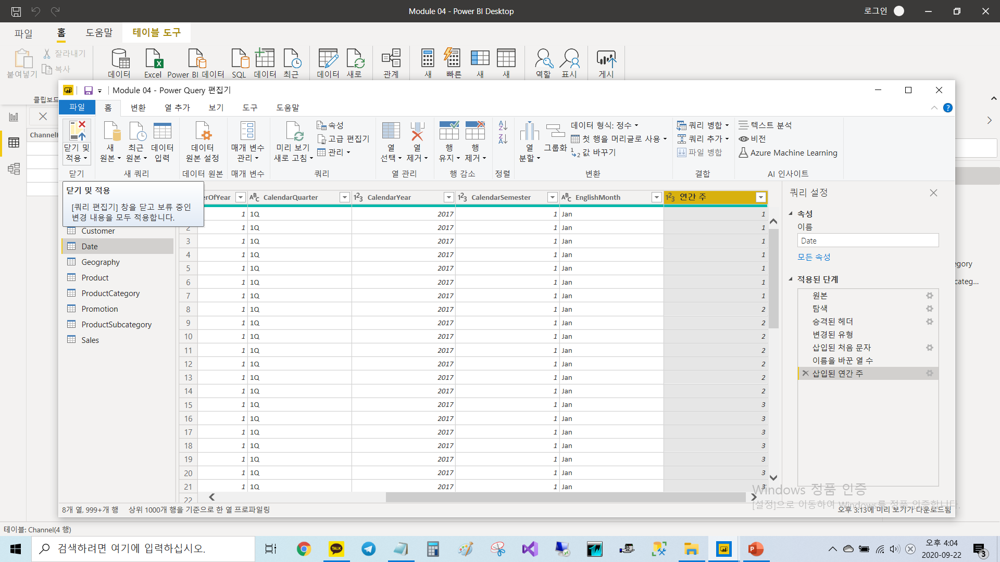 Module 04 - Power BI Desktop
로그인
파일
홈
도움말
테이블 도구
붙여넣기
잘라내기
복사
데이터
Excel
Power BI 데이터
SQL
데이터
최근
데이터
새로
관계
새
빠른
새
새
역할
표시
게시
클립보드
Module 04 - Power Query 편집기
파일
홈
변환
열 추가
보기
도구
도움말
닫기 및
적용
새
원본
최근
원본
데이터
입력
데이터
원본 설정
매개 변수
관리
미리 보기
새로 고침
속성
고급 편집기
관리
열
선택
열
제거
행
유지
행
제거
열
분할
그룹화
데이터 형식: 정수
첫 행을 머리글로 사용
값 바꾸기
쿼리 병합
쿼리 추가
파일 병합
텍스트 분석
비전
Azure Machine Learning
닫기
새 쿼리
데이터 원본
매개 변수
쿼리
열 관리
행 감소
정렬
변환
결합
AI 인사이트
닫기 및 적용
[쿼리 편집기] 창을 닫고 보류 중인
변경 내용을 모두 적용합니다.
Customer
Date
Geography
Product
ProductCategory
Promotion
ProductSubcategory
Sales
erOfYear ABC CalendarQuarter 123 CalendarYear 123 CalendarSemester ABC EnglishMonth 123 연간 주
1 1Q 2017 1 Jan 1
2 1 1Q 2017 1 Jan 1
3 1 1Q 2017 1 Jan 1
4 1 1Q 2017 1 Jan 1
5 1 1Q 2017 1 Jan 1
6 1 1Q 2017 1 Jan 1
7 1 1Q 2017 1 Jan 1
8 1 1Q 2017 1 Jan 2
9 1 1Q 2017 1 Jan 2
10 1 1Q 2017 1 Jan 2
11 1 1Q 2017 1 Jan 2
12 1 1Q 2017 1 Jan 2
13 1 1Q 2017 1 Jan 2
14 1 1Q 2017 1 Jan 2
15 1 1Q 2017 1 Jan 3
16 1 1Q 2017 1 Jan 3
17 1 1Q 2017 1 Jan 3
18 1 1Q 2017 1 Jan 3
19 1 1Q 2017 1 Jan 3
20 1 1Q 2017 1 Jan 3
21 1 1Q 2017 1 Jan 3
22
쿼리 설정
속성
이름
Date
모든 속성
적용된 단계
원본
탐색
승격된 헤더
변경된 유형
삽입된 처음 문자
이름을 바꾼 열 수
삽입된 연간 주
egory
categ...
Windows 정품 인증
[설정]으로 이동하여 Windows를 정품 인증합니다.
8개 열, 999+개 행
상위 1000개 행을 기준으로 한 열 프로파일링
오후 3:13에 미리 보기가 다운로드됨
테이블: Channel(4 행)
검색하려면 여기에 입력하십시오.
TALK
오후 4:04
2020-09-22
3